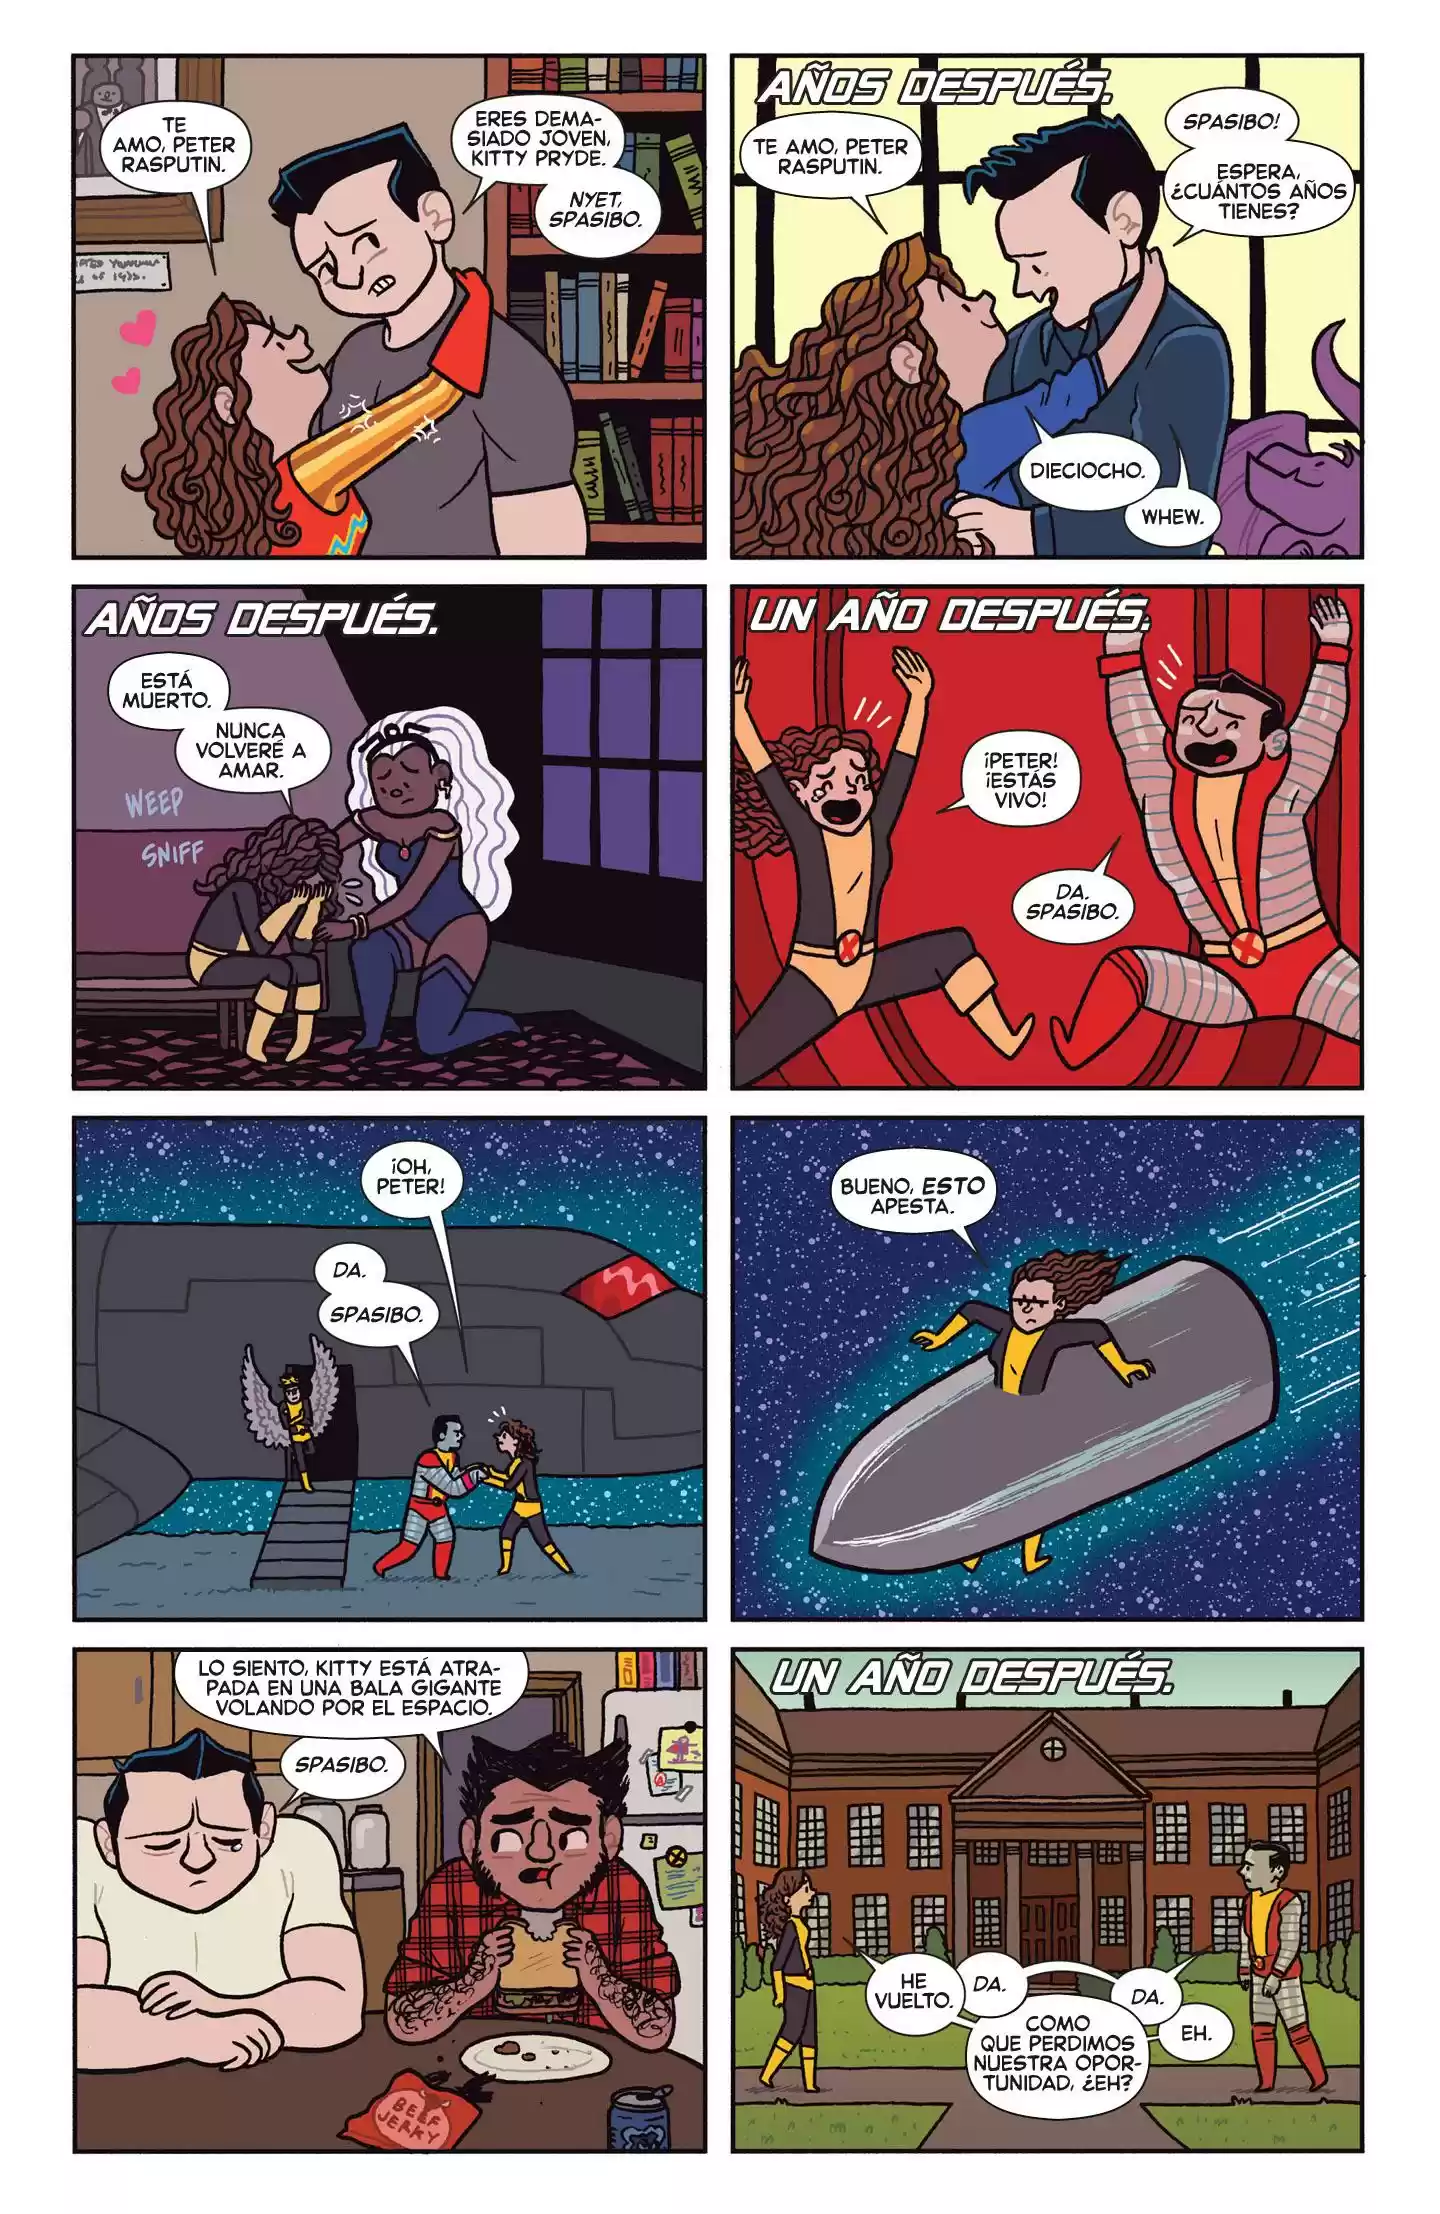 TE
AMO, PETER
RASPUTIN.
ERES DEMA-
SIADO JOVEN,
KITTY PRYDE.
NYET,
SPASIBO.
of 1932.
AÑOS DESPUÉS.
TE AMO, PETER
RASPUTIN.
SPASIBO!
ESPERA,
¿CUÁNTOS AÑOS
TIENES?
DIECIOCHO.
WHEW.
AÑOS DESPUÉS.
ESTÁ
MUERTO.
NUNCA
VOLVERÉ A
AMAR.
WEEP
SNIFF
UN AÑO DESPUÉS.
¡PETER!
¡ESTÁS
VIVO!
DA.
SPASIBO.
¡OH,
PETER!
DA.
SPASIBO.
BUENO, ESTO
APESTA.
LO SIENTO, KITTY ESTÁ ATRA-
PADA EN UNA BALA GIGANTE
VOLANDO POR EL ESPACIO.
SPASIBO.
BEEF
JERKY
UN AÑO DESPUÉS.
HE
VUELTO.
DA.
DA.
COMO
QUE PERDIMOS
NUESTRA OPOR-
TUNIDAD, ¿EH?
EH.